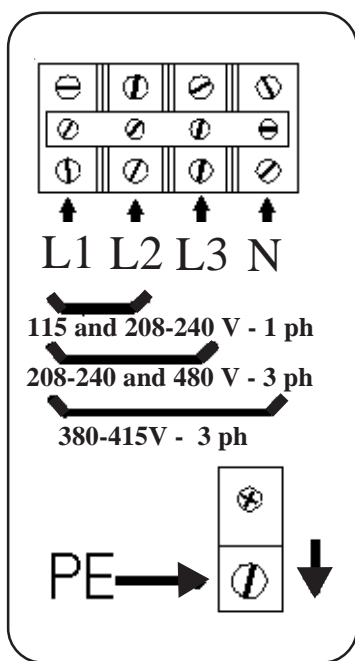 L1 L2 L3 N
115 and 208-240 V - 1 ph
208-240 and 480 V - 3 ph
380-415V - 3 ph
PE